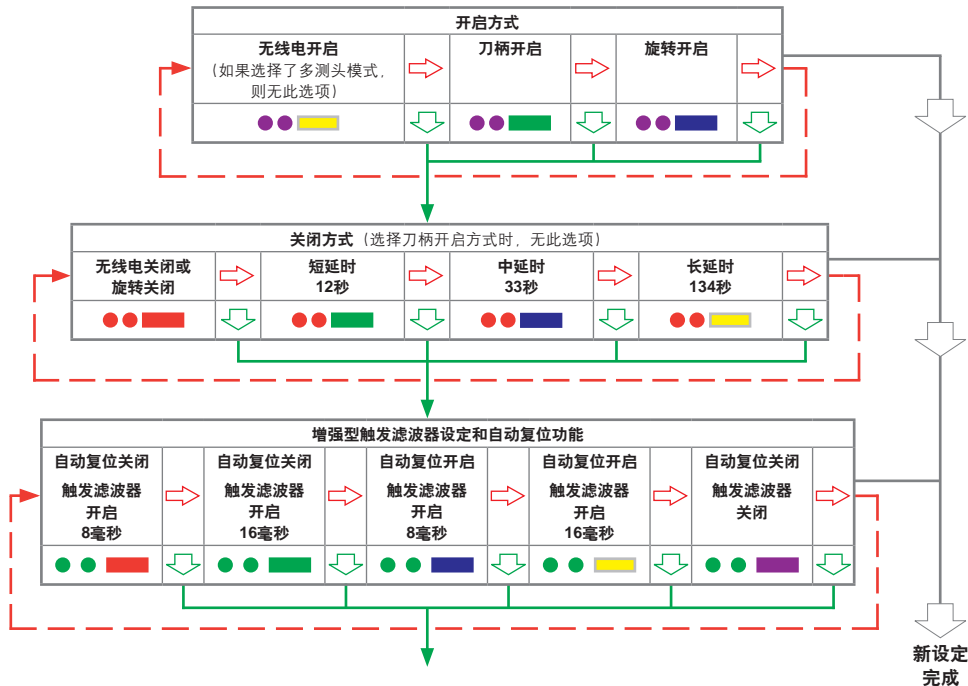 开启方式
无线电开启
（如果选择了多测头模式，
则无此选项）
刀柄开启
旋转开启
关闭方式（选择刀柄开启方式时，无此选项）
无线电关闭或
旋转关闭
短延时
12秒
中延时
33秒
长延时
134秒
增强型触发滤波器设定和自动复位功能
自动复位关闭
触发滤波器
开启
8毫秒
自动复位关闭
触发滤波器
开启
16毫秒
自动复位开启
触发滤波器
开启
8毫秒
自动复位开启
触发滤波器
开启
16毫秒
自动复位关闭
触发滤波器
关闭
新设定
完成